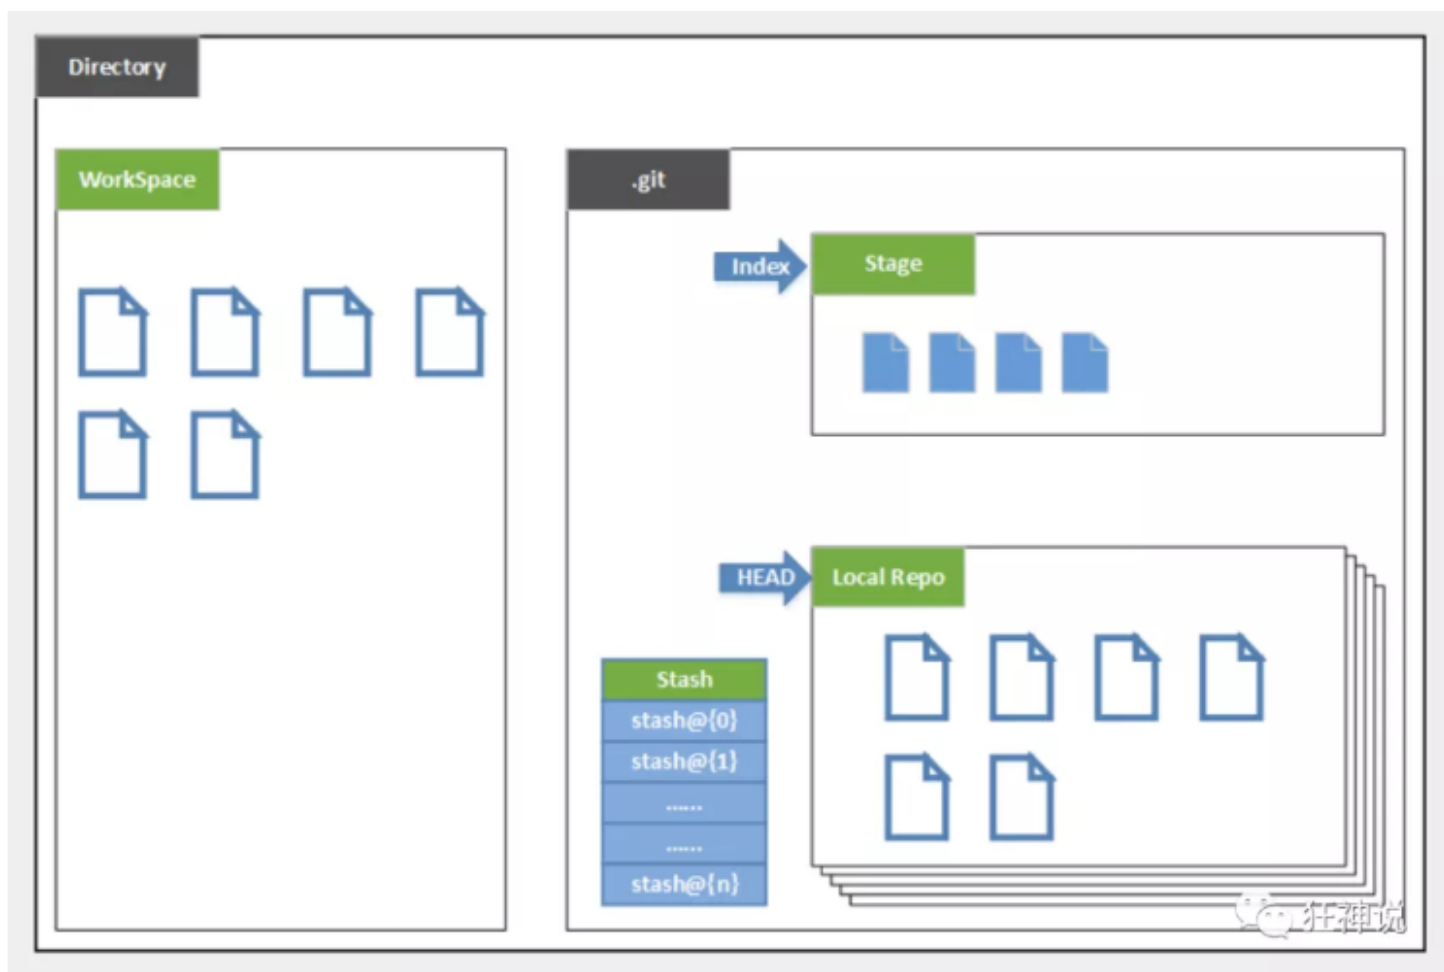 Directory
WorkSpace
.git
Index
Stage
HEAD
Local Repo
Stash
stash@{0}
stash@{1}
......
......
stash@{n}
狂神说